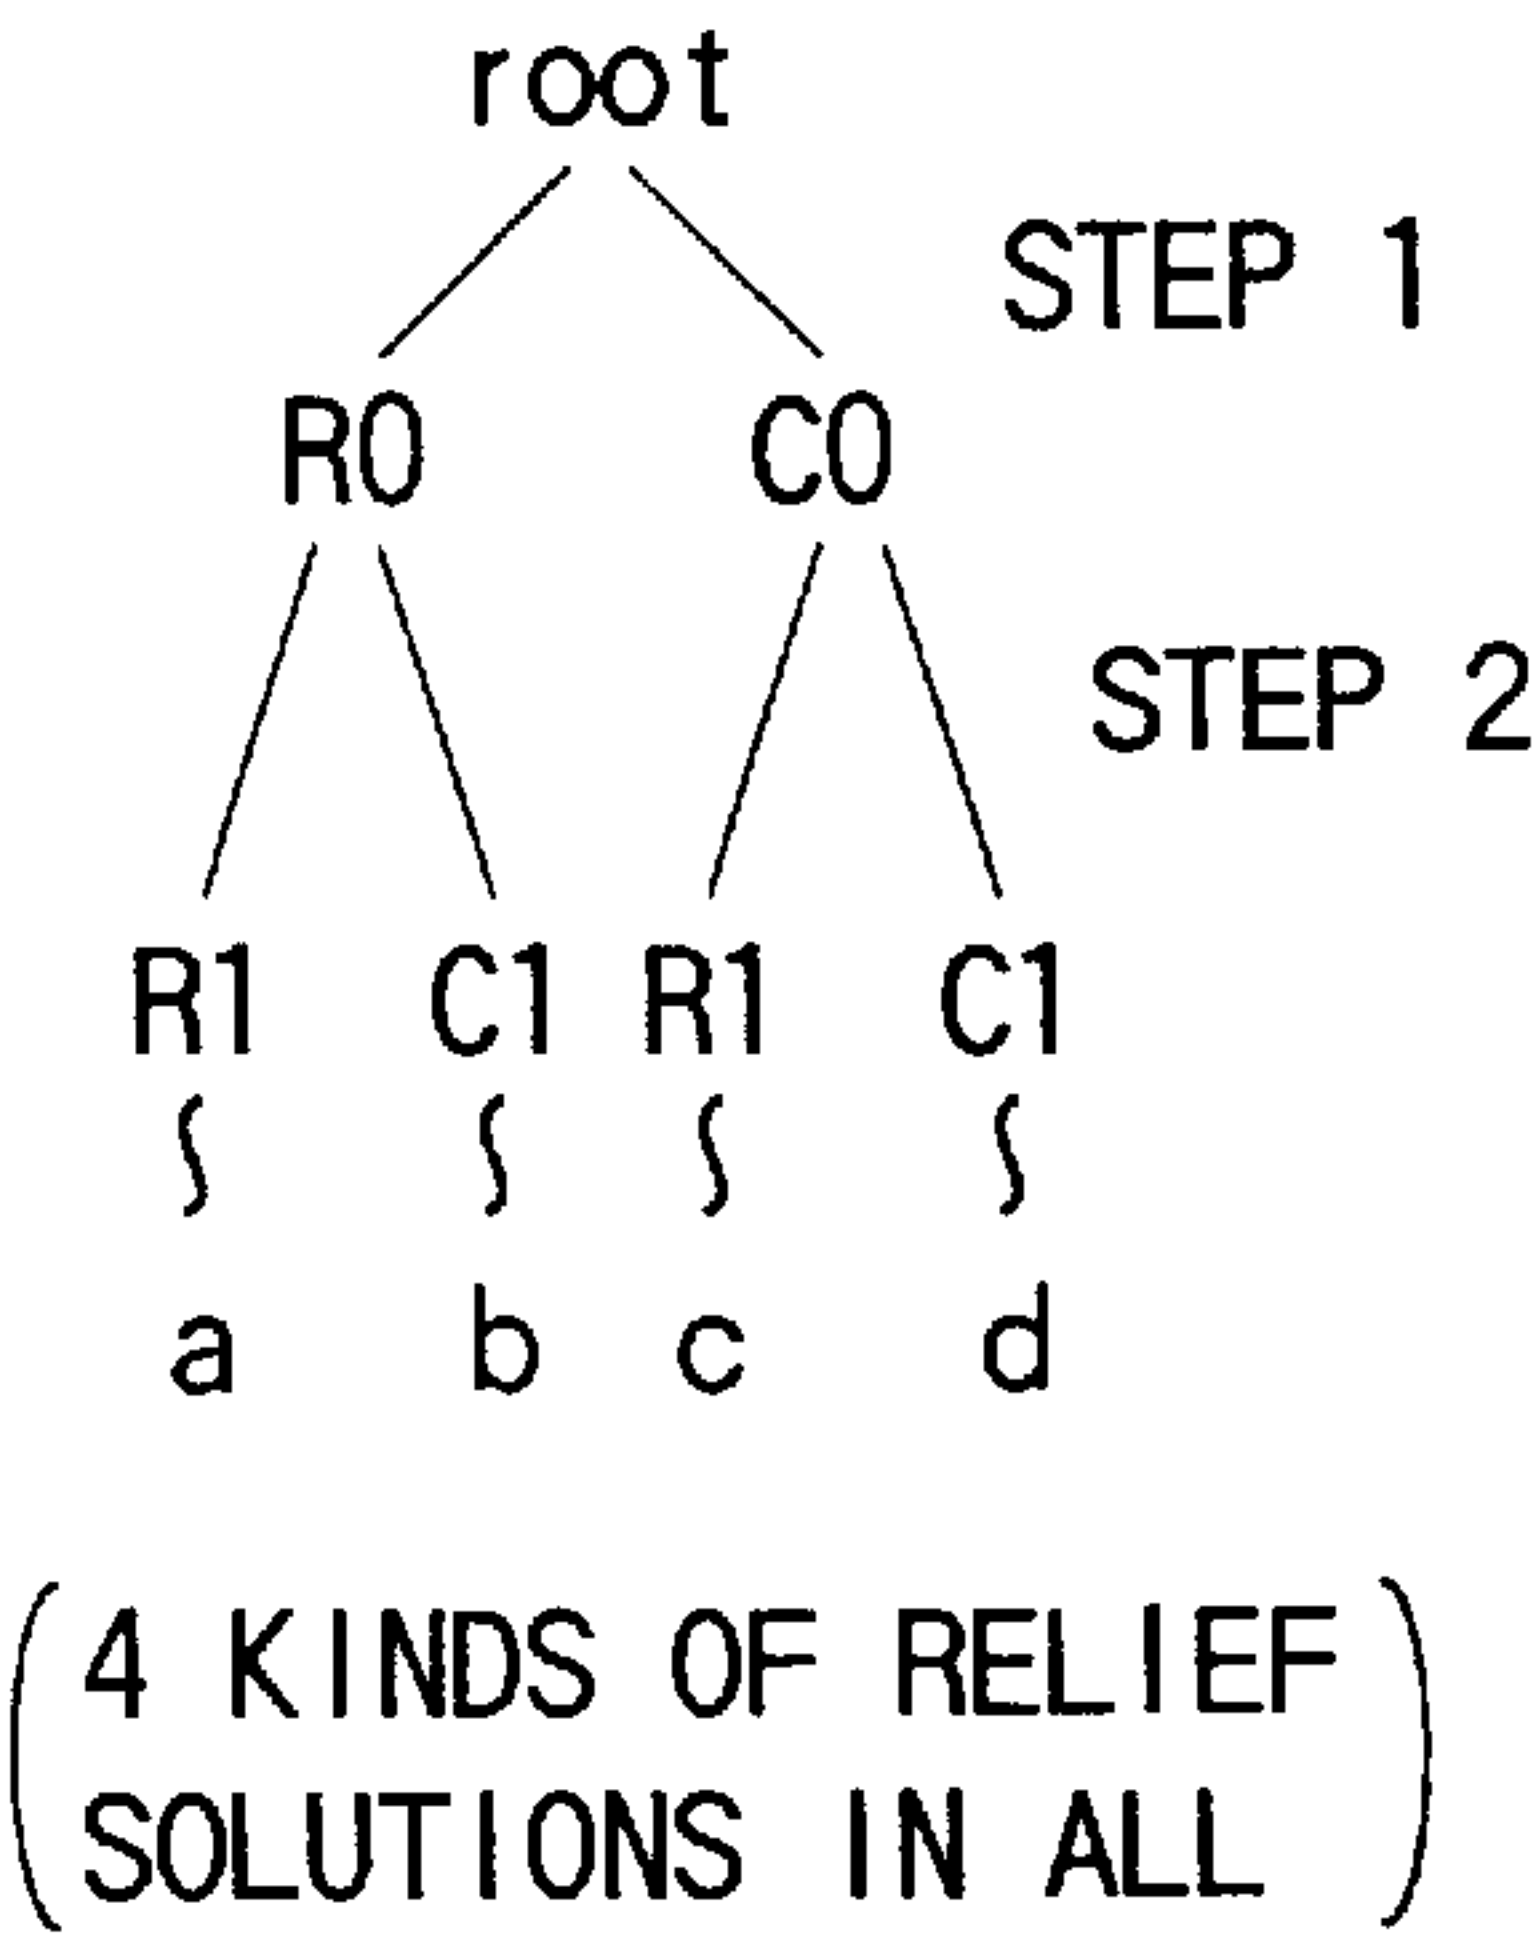 root
STEP 1
R0 C0
STEP 2
R1 C1 R1 C1
a b c d
(4 KINDS OF RELIEF
SOLUTIONS IN ALL)